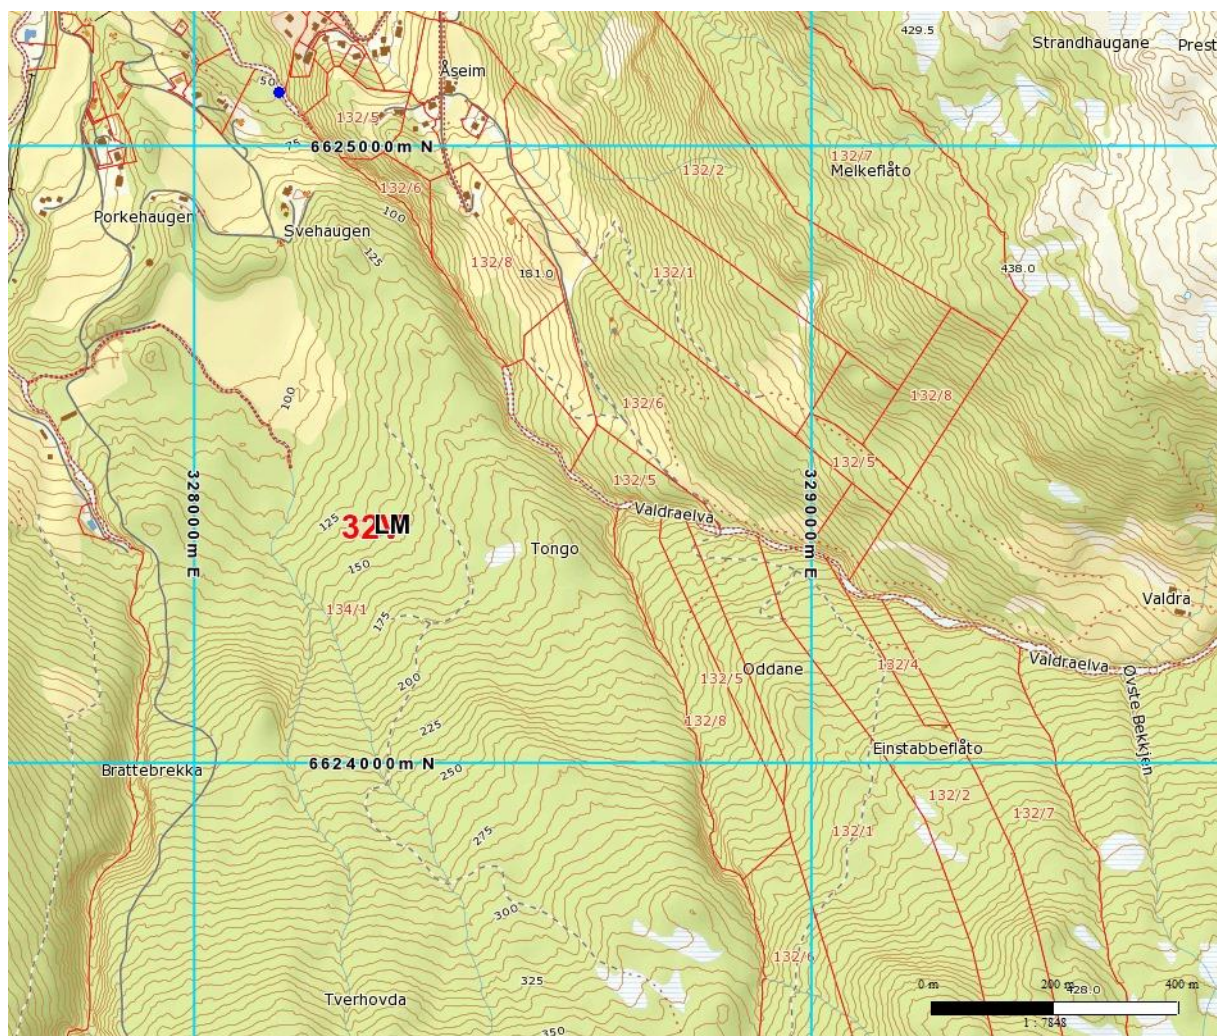 429.5
Strandhaugane
Prest
Åseim
50
132/5
75
6625000m N
132/7
132/2
Melkeflåto
132/6
100
Porkehaugen
Svehaugen
125
132/8
181.0
132/1
438.0
100
132/6
132/8
132/5
132/5
328000m E
329000m E
Valdraelva
125
LM
Tongo
150
134/1
175
Valdra
Valdraelva
132/4
Oddane
132/5
200
Øvste Bekkjen
132/8
225
Einstabbeflåto
6624000m N
Brattebrekka
250
132/2
132/7
275
132/1
300
132/6
325
0 m
200 m
400 m
428.0
Tverhovda
1 : 7848
350